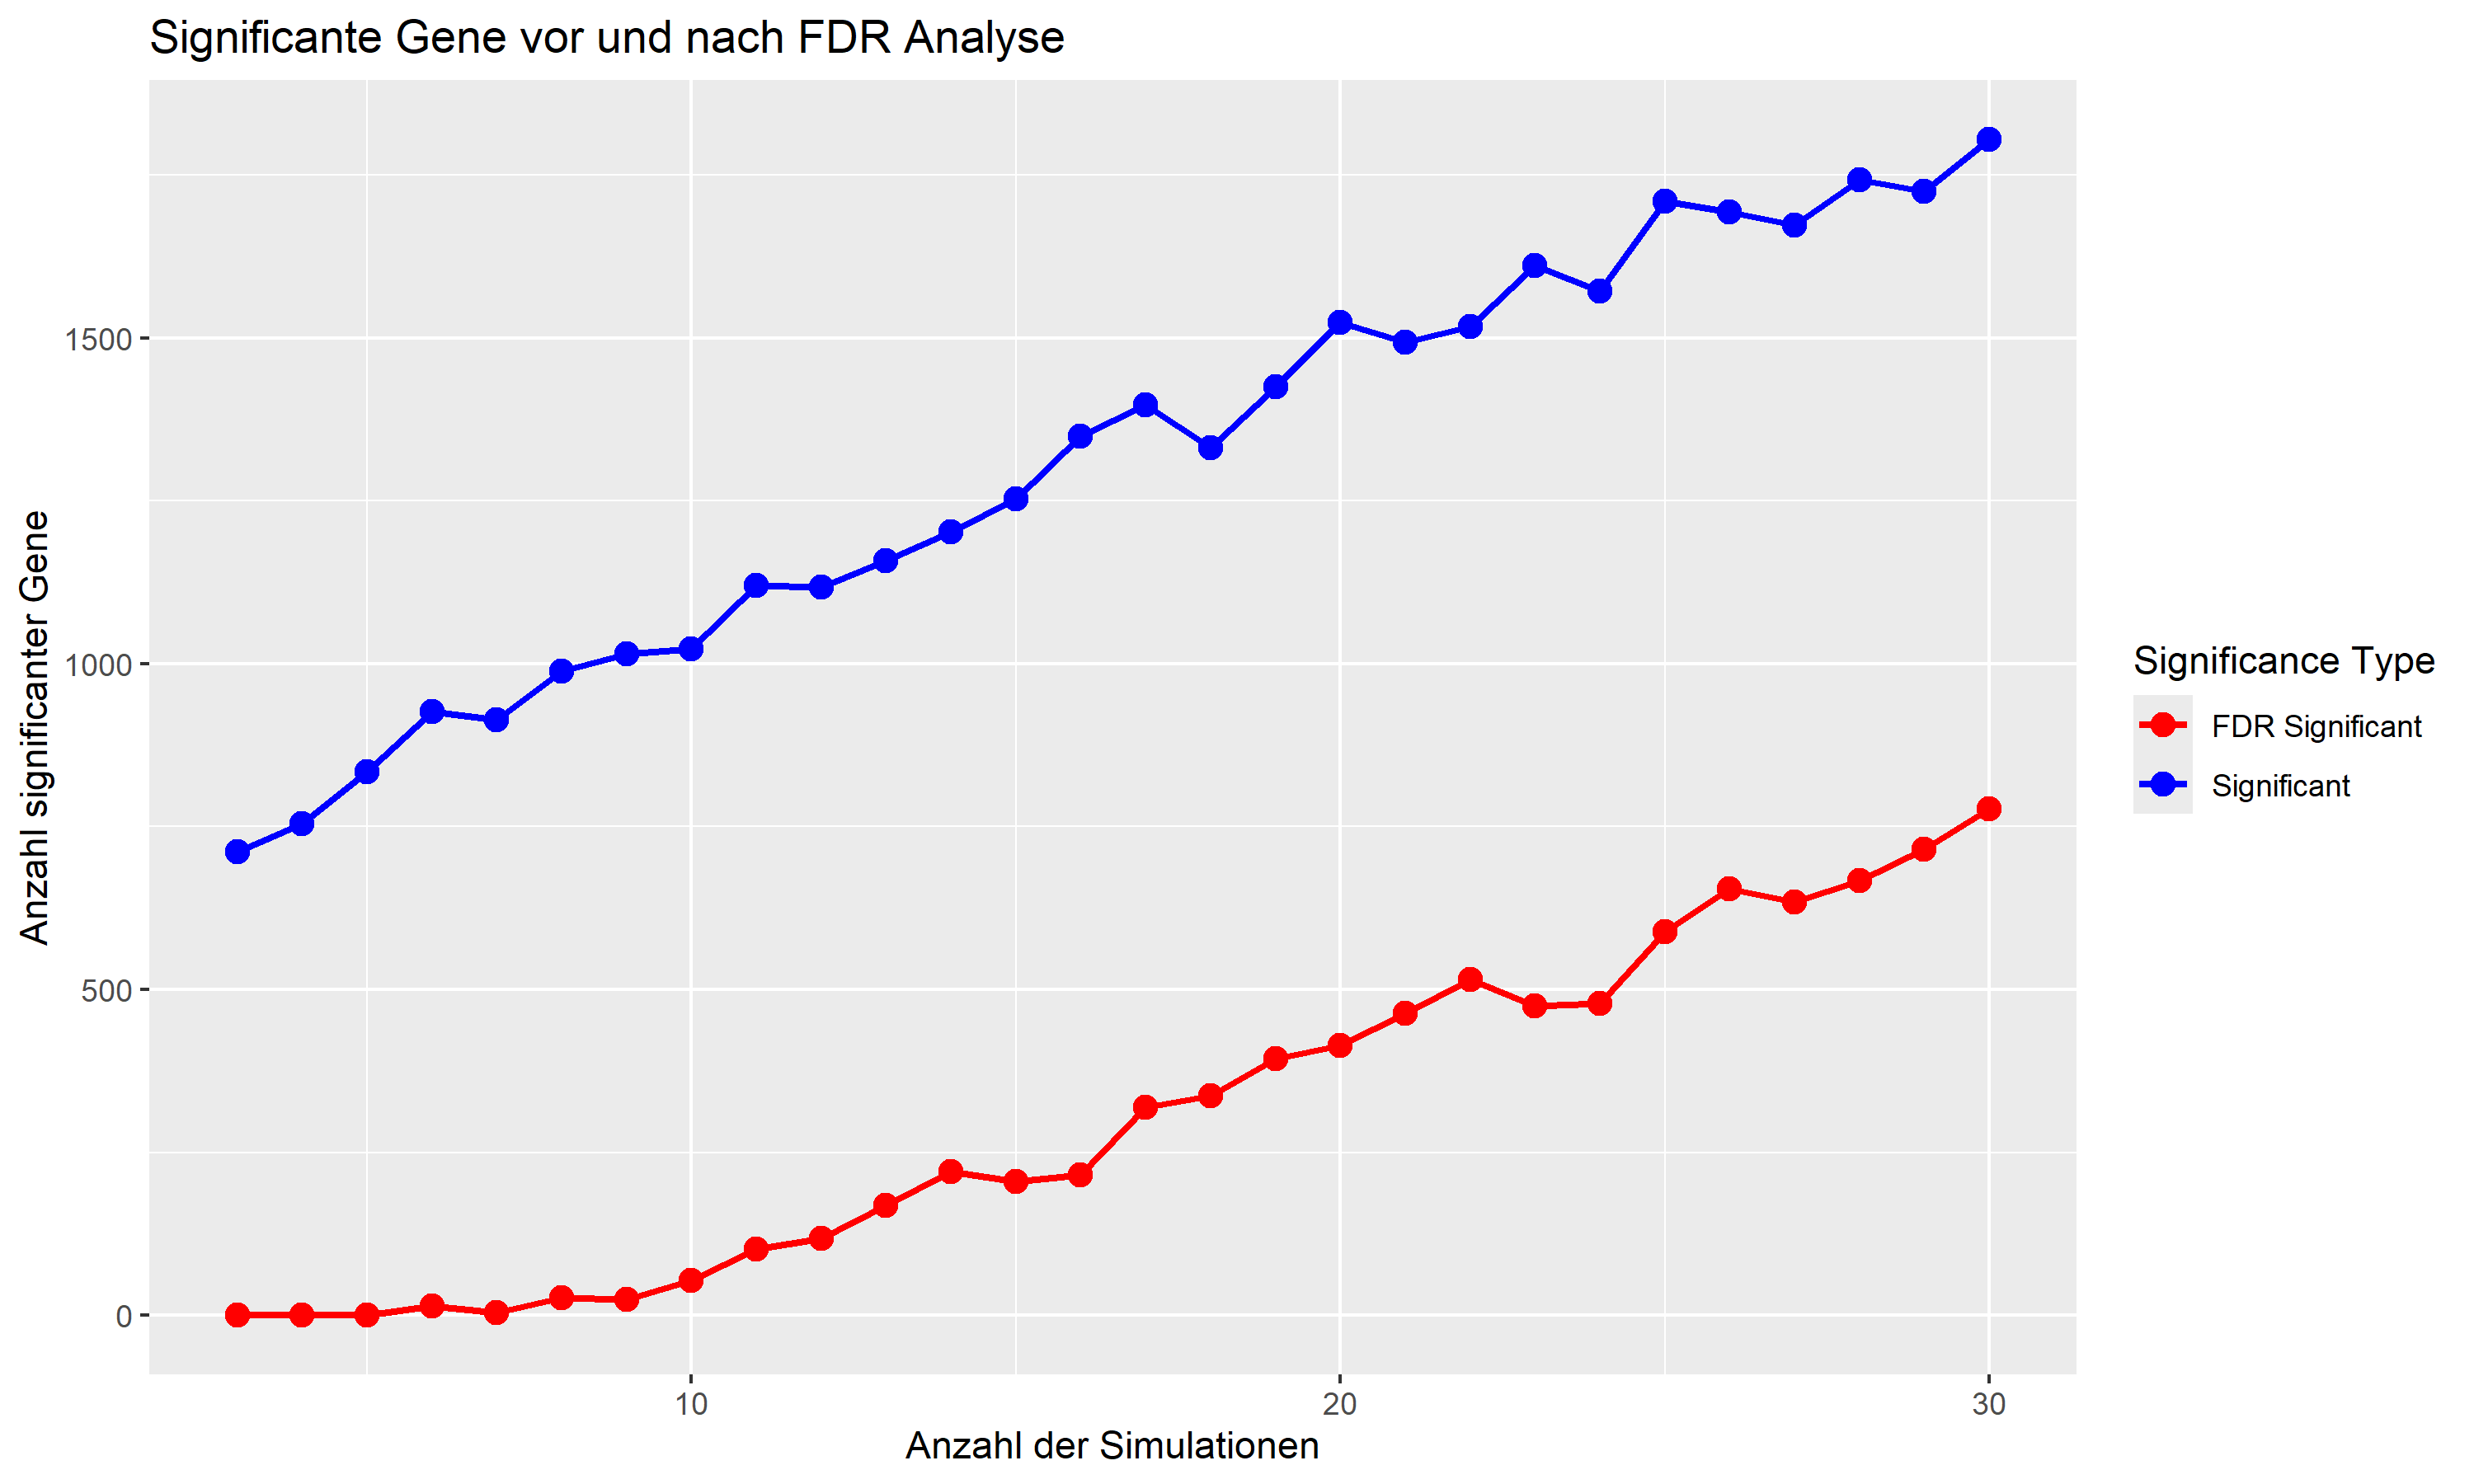 Significante Gene vor und nach FDR Analyse
Anzahl significanter Gene
1500
1000
500
0
10
20
30
Anzahl der Simulationen
Significance Type
FDR Significant
Significant